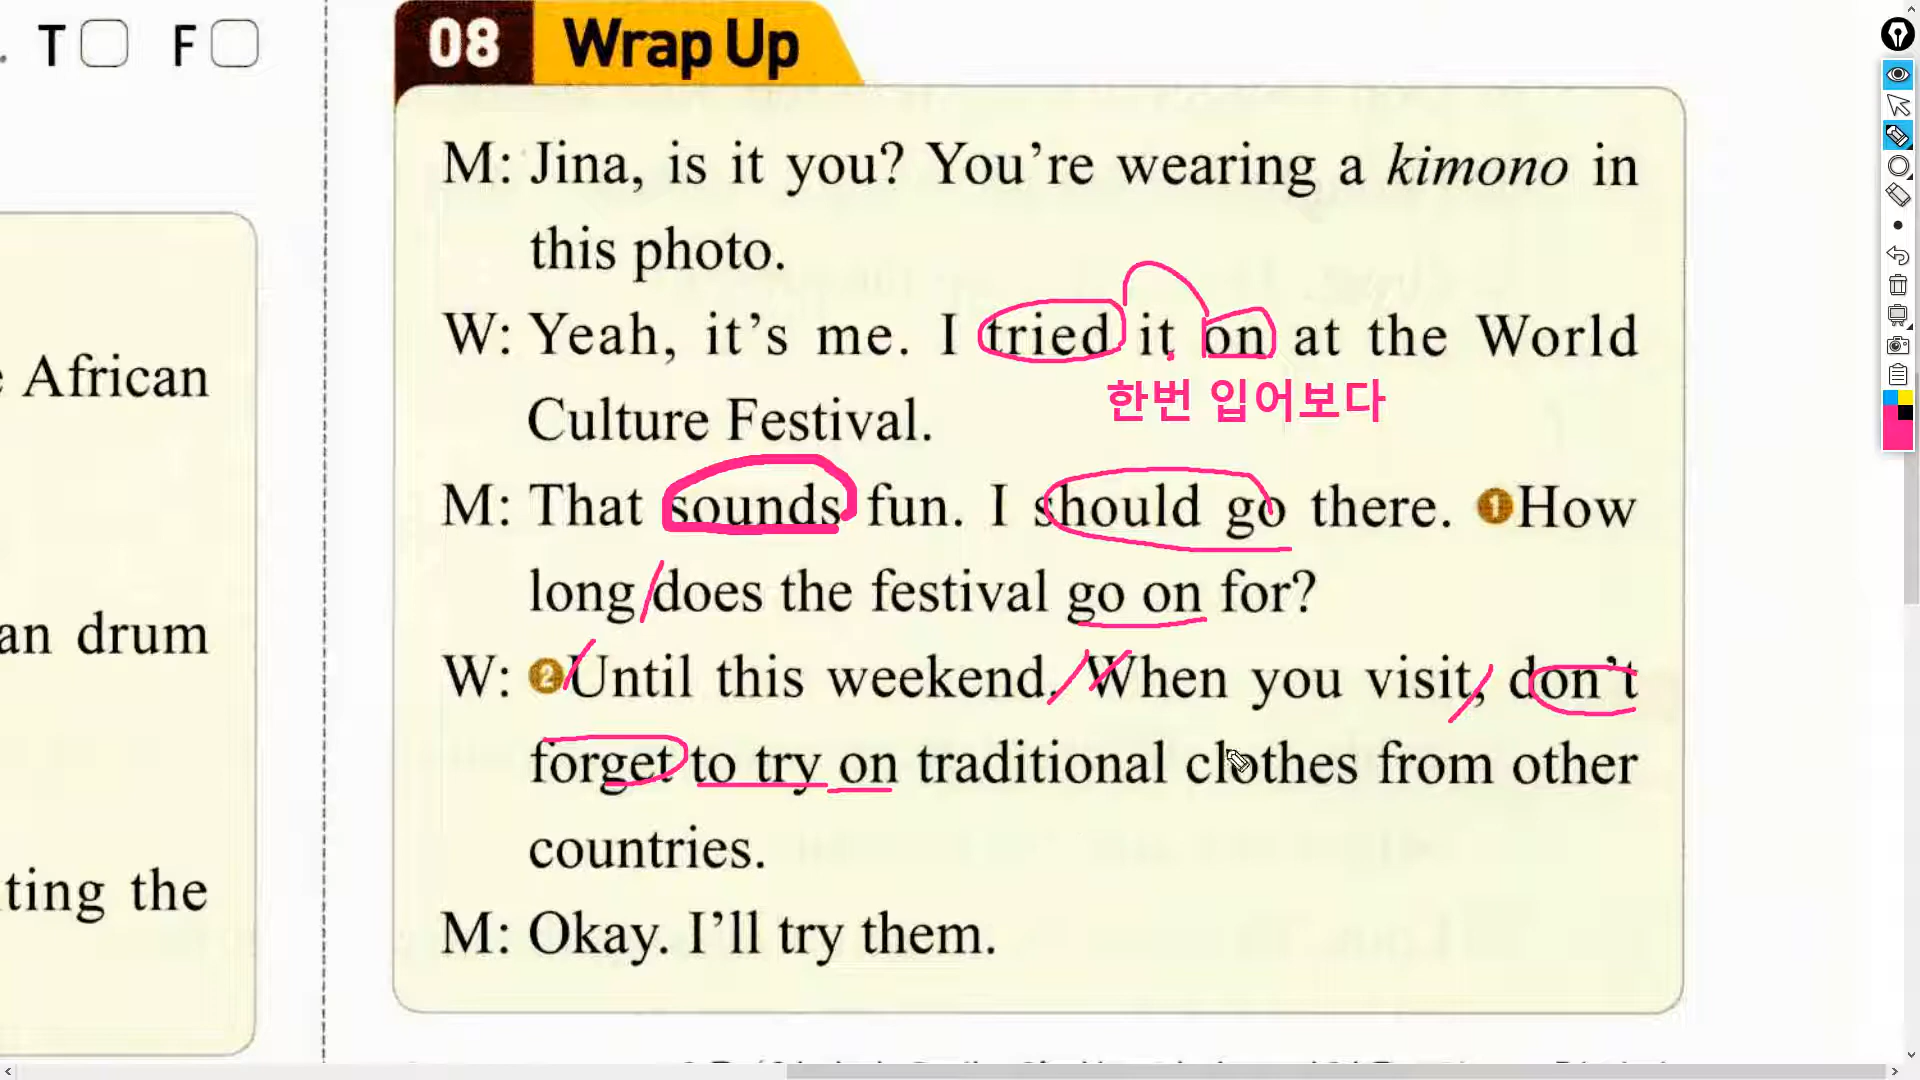 T F
African
an drum
ting the
08 Wrap Up
M: Jina, is it you? You're wearing a kimono in
this photo.
W: Yeah, it's me. I tried it on at the World
한번 입어보다
Culture Festival.
M: That sounds fun. I should go there. 1 How
long does the festival go on for?
W: 2 Until this weekend. When you visit, don't
forget to try on traditional clothes from other
countries.
M: Okay. I'll try them.